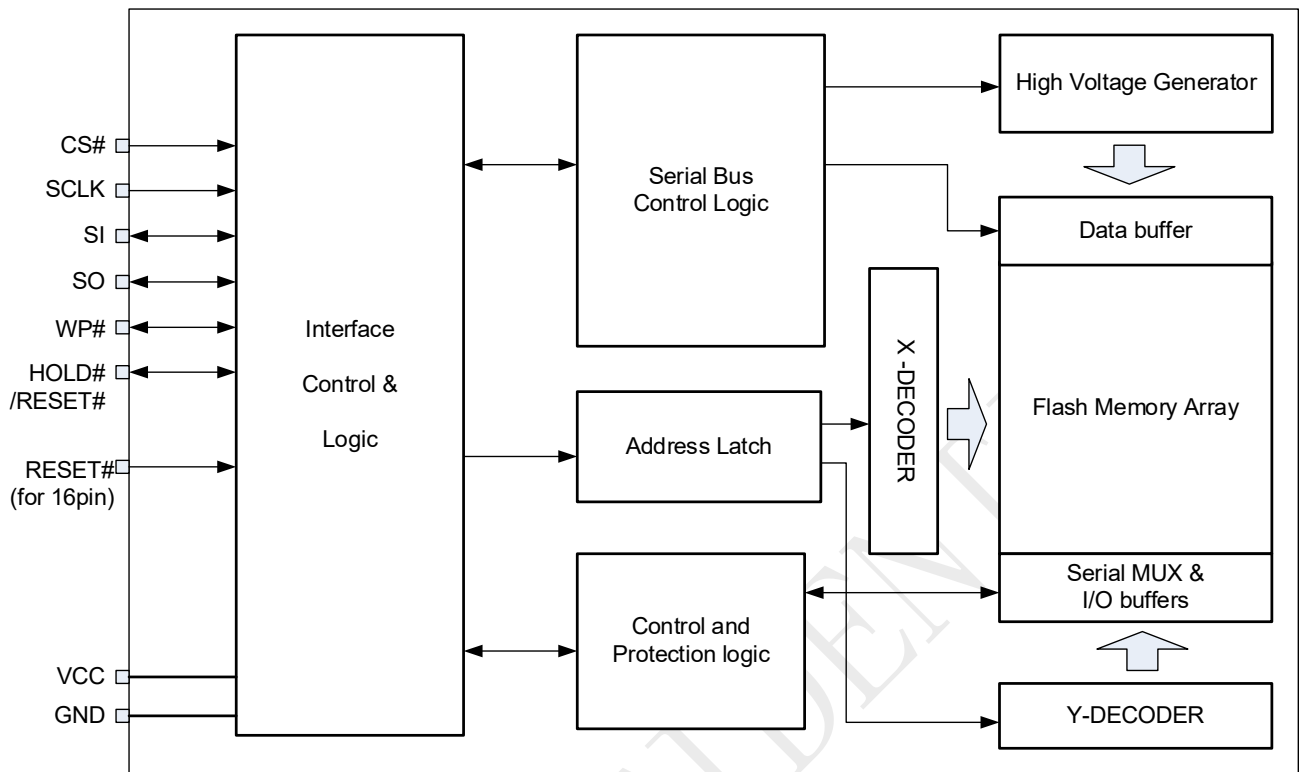 CS#
SCLK
SI
SO
WP#
HOLD#
/RESET#
RESET#
(for 16pin)
VCC
GND
Interface
Control &
Logic
Serial Bus
Control Logic
Address Latch
Control and
Protection logic
X-DECODER
High Voltage Generator
Data buffer
Flash Memory Array
Serial MUX &
I/O buffers
Y-DECODER